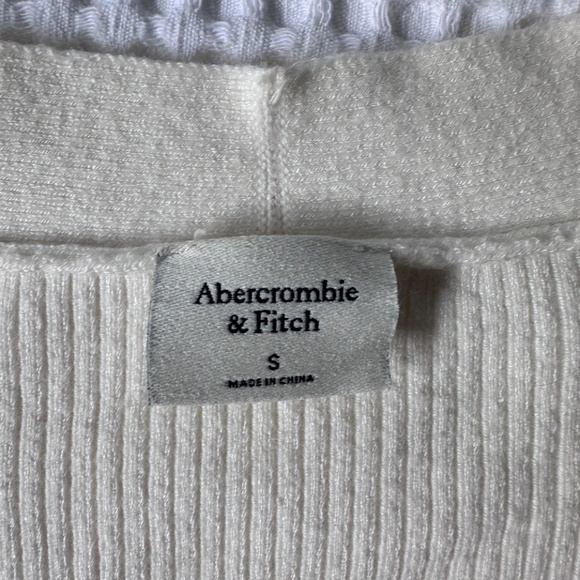 Abercrombie
& Fitch
S
MADE IN CHINA